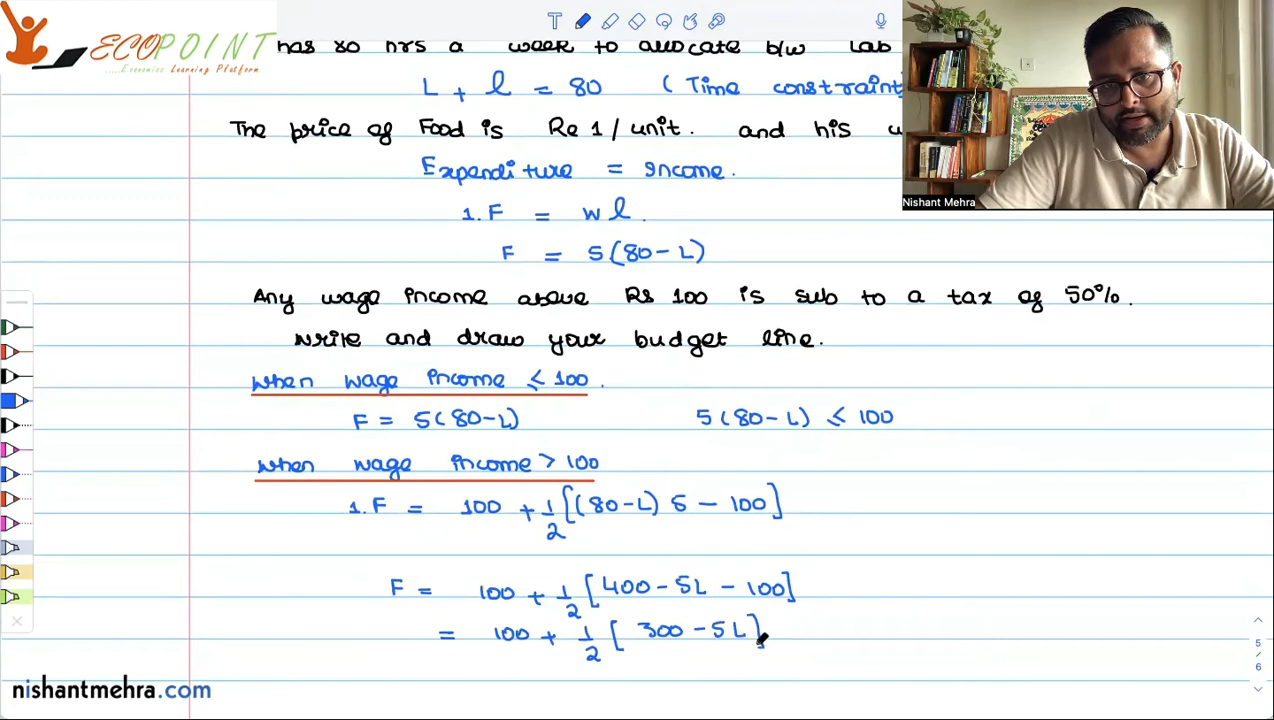 ECOPOINT
.....Economics Learning Platform
has 80 hrs a week to allocate b/w Lab
L + l = 80 (Time constraint)
The price of Food is Re 1/unit. and his
Expenditure = Income.
1.F = wl.
F = 5(80-L)
Nishant Mehra
Any wage income above Rs 100 is sub to a tax of 50%.
Write and draw your budget line.
When wage income ≤ 100.
F = 5(80-L) 5(80-L) ≤ 100
When wage income > 100
1.F = 100 + 1/2[(80-L) 5 - 100]
F = 100 + 1/2[400-5L - 100]
= 100 + 1/2[300-5L]
5
/
6
nishantmehra.com